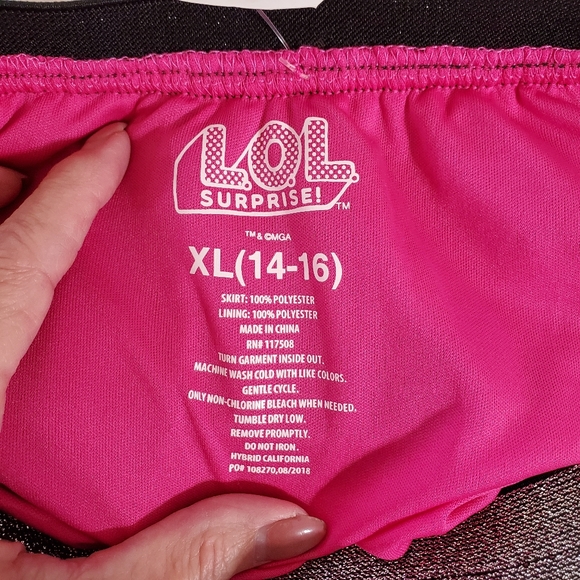 L.O.L.
SURPRISE!™
™ & ©MGA
XL(14-16)
SKIRT: 100% POLYESTER
LINING: 100% POLYESTER
MADE IN CHINA
RN# 117508
TURN GARMENT INSIDE OUT.
MACHINE WASH COLD WITH LIKE COLORS.
GENTLE CYCLE.
ONLY NON-CHLORINE BLEACH WHEN NEEDED.
TUMBLE DRY LOW.
REMOVE PROMPTLY.
DO NOT IRON.
HYBRID CALIFORNIA
PO# 108270,08/2018